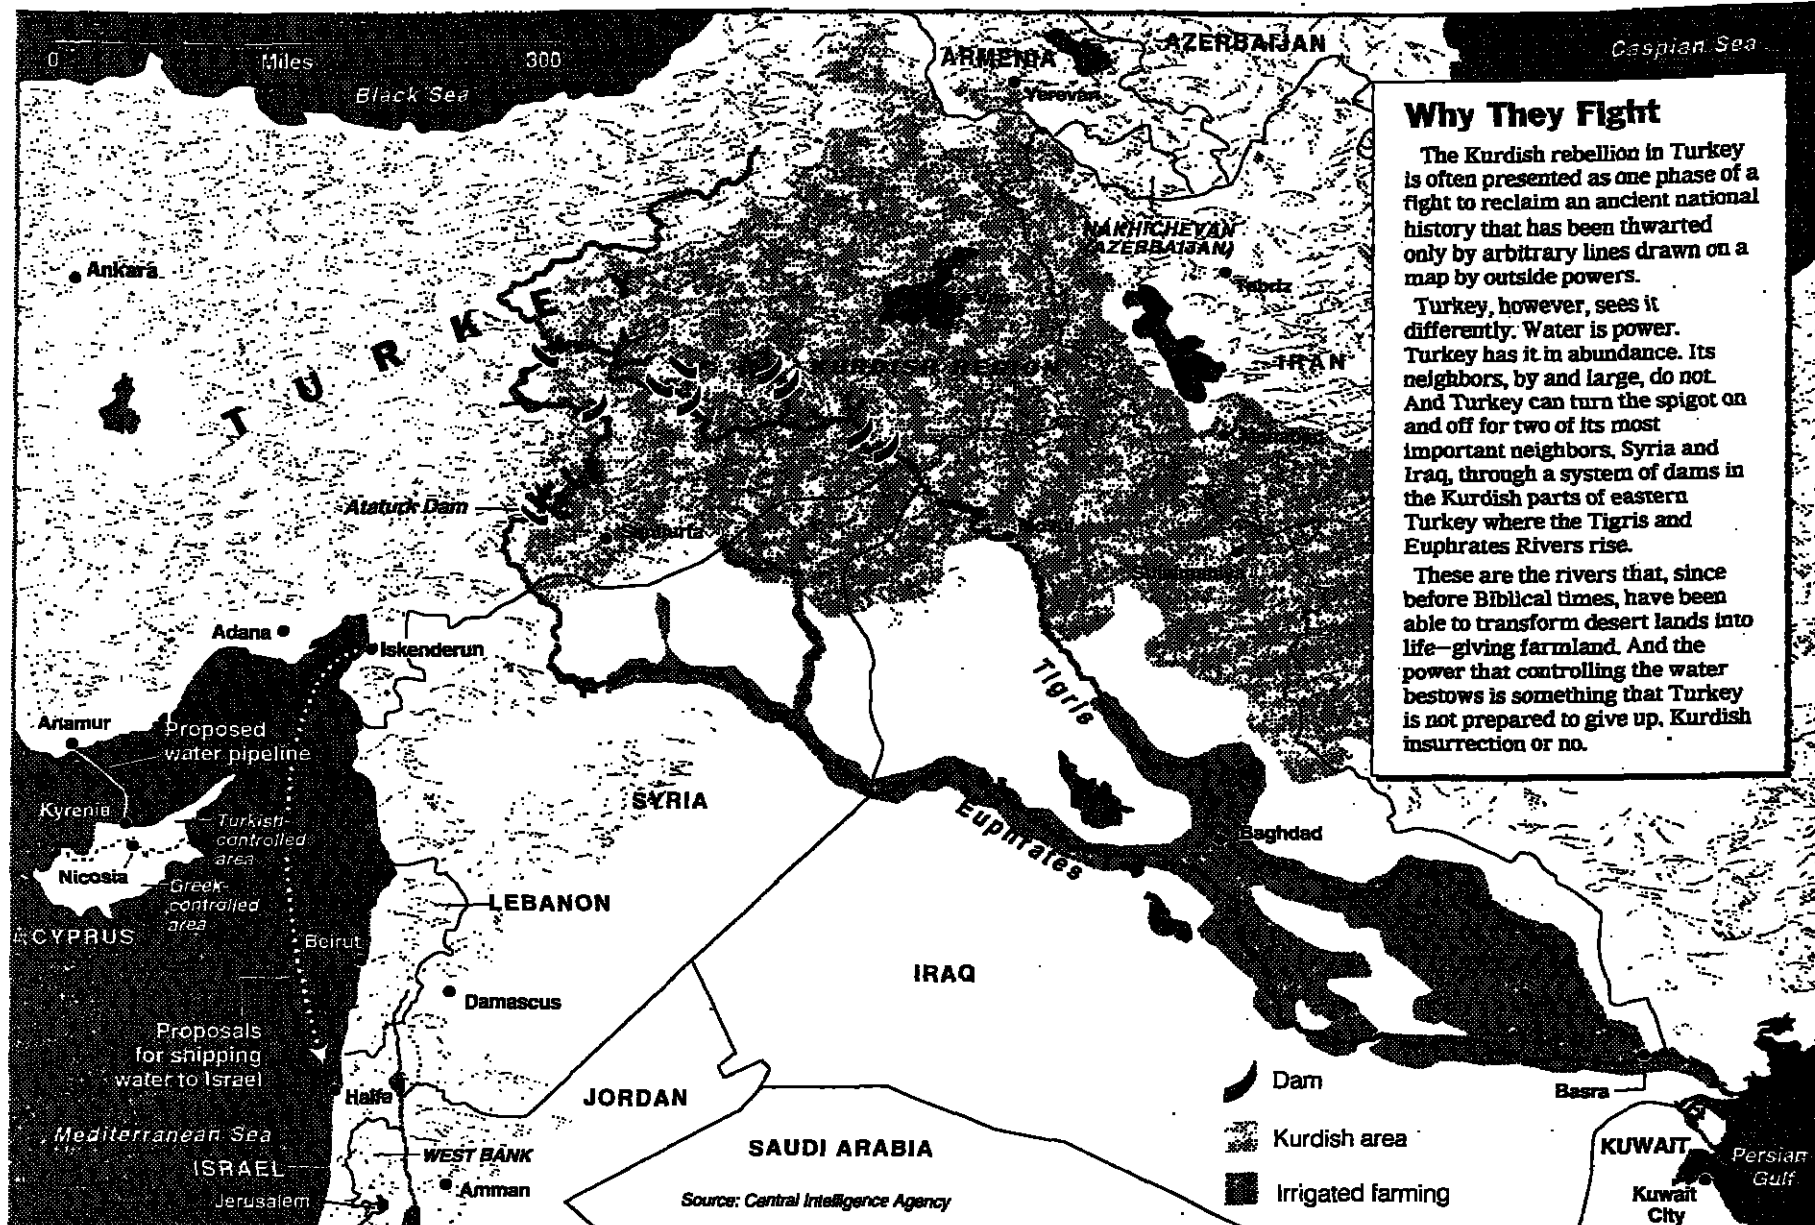 0 Miles 300
Black Sea
ARMENIA
AZERBAIJAN
Caspian Sea
Yerevan
Why They Fight
The Kurdish rebellion in Turkey
is often presented as one phase of a
fight to reclaim an ancient national
history that has been thwarted
only by arbitrary lines drawn on a
map by outside powers.
Turkey, however, sees it
differently. Water is power.
Turkey has it in abundance. Its
neighbors, by and large, do not.
And Turkey can turn the spigot on
and off for two of its most
important neighbors, Syria and
Iraq, through a system of dams in
the Kurdish parts of eastern
Turkey where the Tigris and
Euphrates Rivers rise.
These are the rivers that, since
before Biblical times, have been
able to transform desert lands into
life-giving farmland. And the
power that controlling the water
bestows is something that Turkey
is not prepared to give up, Kurdish
insurrection or no.
NAKHICHEVAN
(AZERBAIJAN)
Ankara
Tabriz
TURKEY
KURDISH REGION
IRAN
Ataturk Dam
Adana
Iskenderun
Tigris
Anamur
Proposed
water pipeline
SYRIA
Kyrenia
Turkish-
controlled
area
Euphrates
Baghdad
Nicosia
Greek-
controlled
area
LEBANON
CYPRUS
Beirut
IRAQ
Damascus
Proposals
for shipping
water to Israel
Haifa
JORDAN
Dam
Basra
Mediterranean Sea
WEST BANK
SAUDI ARABIA
Kurdish area
KUWAIT
Persian
Gulf
ISRAEL
Jerusalem
Amman
Source: Central Intelligence Agency
Irrigated farming
Kuwait
City